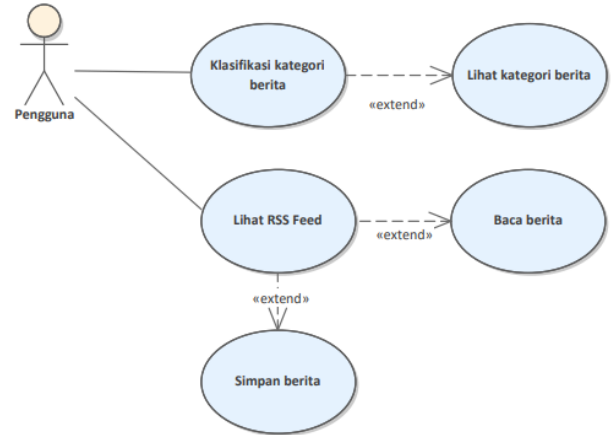 Pengguna
Klasifikasi kategori
berita
«extend»
Lihat kategori berita
Lihat RSS Feed
«extend»
Baca berita
«extend»
Simpan berita